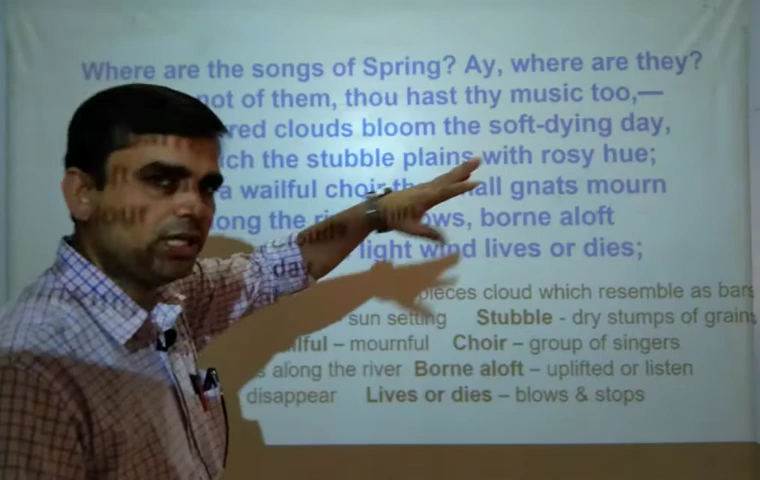 Where are the songs of Spring? Ay, where are they?
not of them, thou hast thy music too,—
red clouds bloom the soft-dying day,
the stubble plains with rosy hue;
a wailful choir the small gnats mourn
the borne aloft
light wind lives or dies;
pieces cloud which resemble as bars
sun setting Stubble - dry stumps of grains
– mournful Choir – group of singers
along the river Borne aloft – uplifted or listen
disappear Lives or dies – blows & stops